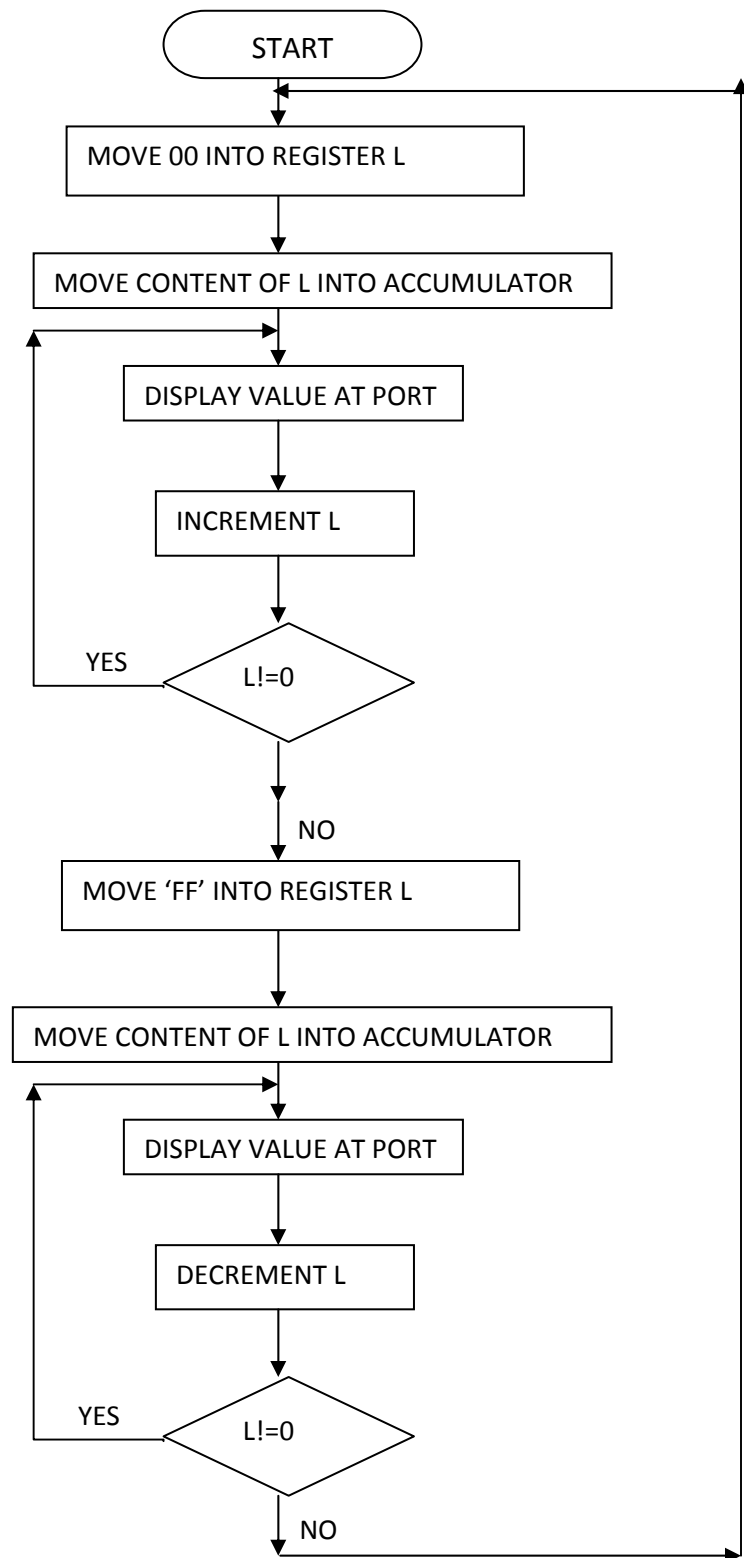 START
MOVE 00 INTO REGISTER L
MOVE CONTENT OF L INTO ACCUMULATOR
DISPLAY VALUE AT PORT
INCREMENT L
YES
L!=0
NO
MOVE ‘FF’ INTO REGISTER L
MOVE CONTENT OF L INTO ACCUMULATOR
DISPLAY VALUE AT PORT
DECREMENT L
YES
L!=0
NO